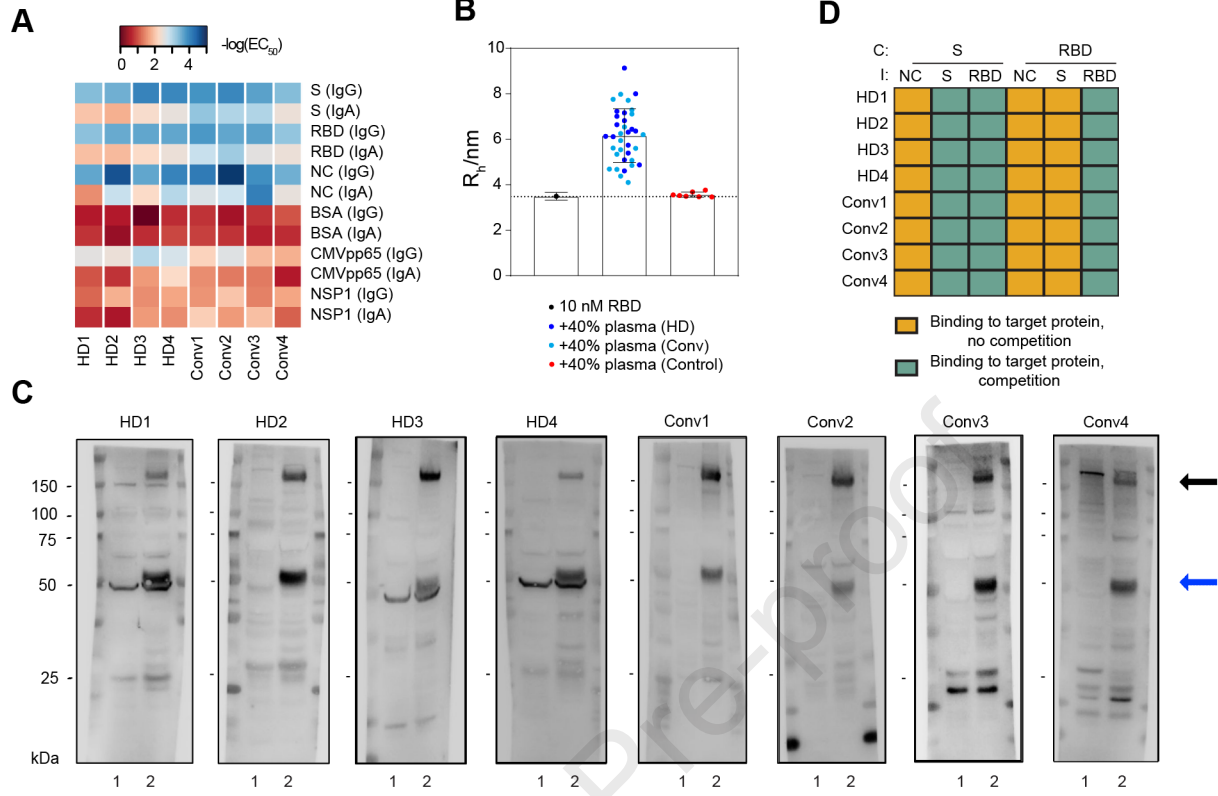 A
-log(EC50)
0 2 4
S (IgG)
S (IgA)
RBD (IgG)
RBD (IgA)
NC (IgG)
NC (IgA)
BSA (IgG)
BSA (IgA)
CMVpp65 (IgG)
CMVpp65 (IgA)
NSP1 (IgG)
NSP1 (IgA)
HD1 HD2 HD3 HD4 Conv1 Conv2 Conv3 Conv4
B
Rh/nm
10
8
6
4
2
0
10 nM RBD
+40% plasma (HD)
+40% plasma (Conv)
+40% plasma (Control)
D
C: S RBD
I: NC S RBD NC S RBD
HD1
HD2
HD3
HD4
Conv1
Conv2
Conv3
Conv4
Binding to target protein,
no competition
Binding to target protein,
competition
C
HD1 HD2 HD3 HD4 Conv1 Conv2 Conv3 Conv4
150 -
100 -
75 -
50 -
25 -
kDa
1 2 1 2 1 2 1 2 1 2 1 2 1 2 1 2
Pre-proof